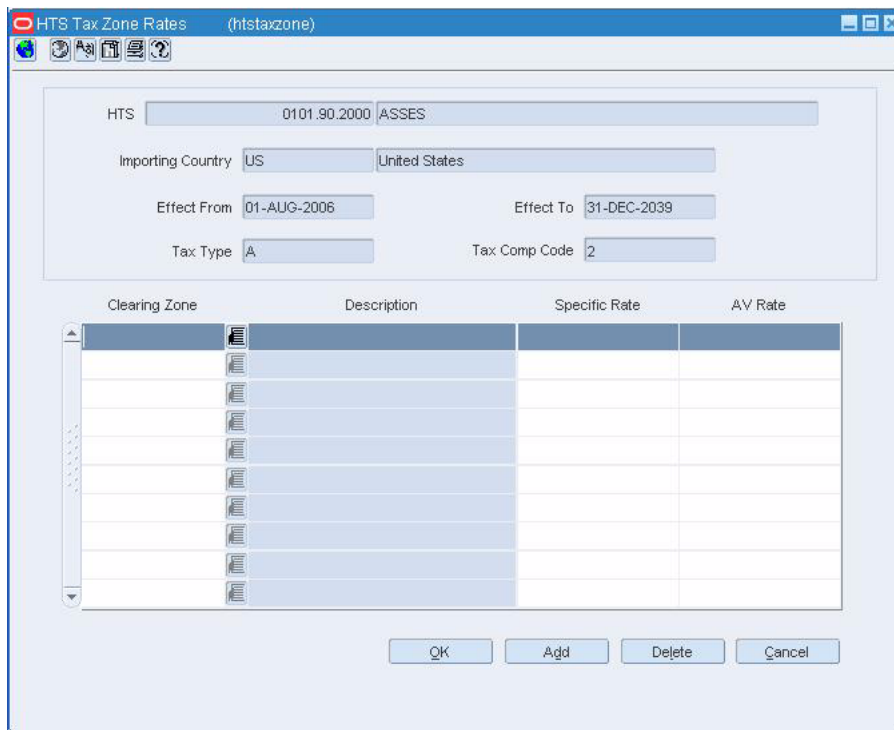 HTS Tax Zone Rates (htstaxzone)
HTS 0101.90.2000 ASSES
Importing Country US United States
Effect From 01-AUG-2006 Effect To 31-DEC-2039
Tax Type A Tax Comp Code 2
Clearing Zone Description Specific Rate AV Rate
OK Add Delete Cancel